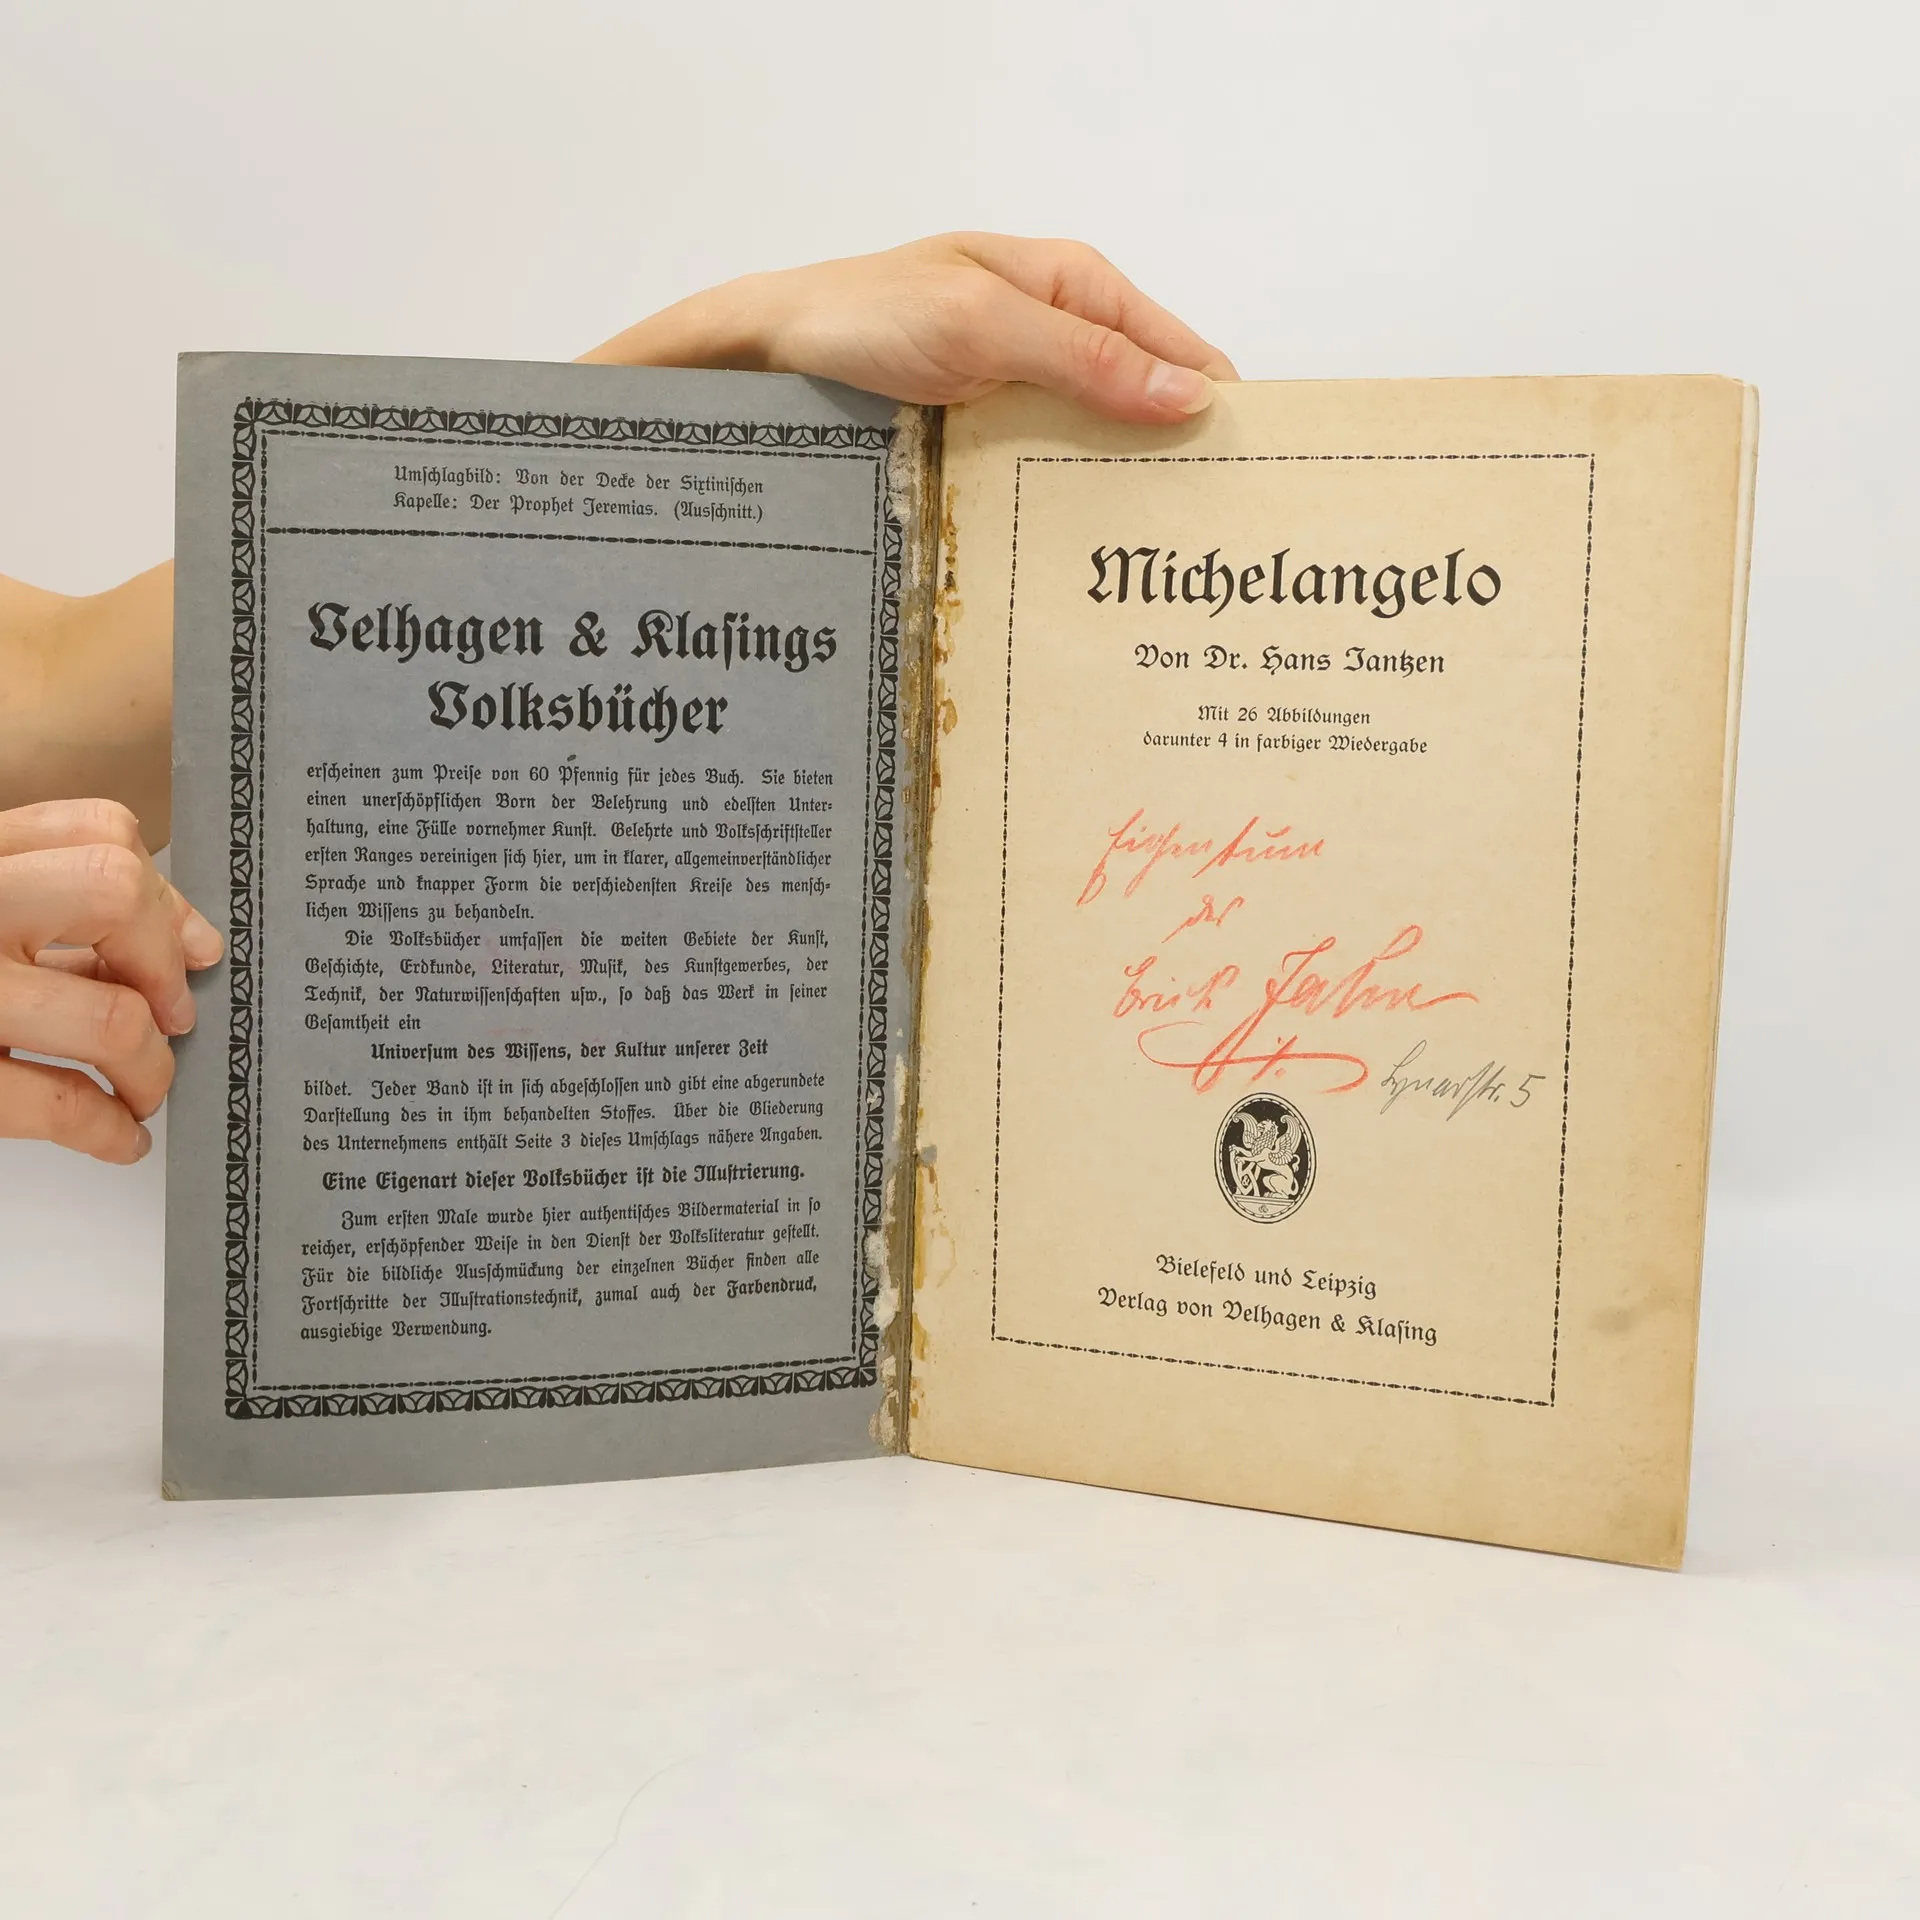 Umschlagbild: Von der Decke der Sixtinischen
Kapelle: Der Prophet Jeremias. (Ausschnitt.)
Velhagen & Klasings
Volksbücher
erscheinen zum Preise von 60 Pfennig für jedes Buch. Sie bieten
einen unerschöpflichen Born der Belehrung und edelsten Unter-
haltung, eine Fülle vornehmer Kunst. Gelehrte und Volksschriftsteller
ersten Ranges vereinigen sich hier, um in klarer, allgemeinverständlicher
Sprache und knapper Form die verschiedensten Kreise des mensch-
lichen Wissens zu behandeln.
Die Volksbücher umfassen die weiten Gebiete der Kunst,
Geschichte, Erdkunde, Literatur, Musik, des Kunstgewerbes, der
Technik, der Naturwissenschaften usw., so daß das Werk in seiner
Gesamtheit ein
Universum des Wissens, der Kultur unserer Zeit
bildet. Jeder Band ist in sich abgeschlossen und gibt eine abgerundete
Darstellung des in ihm behandelten Stoffes. Über die Gliederung
des Unternehmens enthält Seite 3 dieses Umschlags nähere Angaben.
Eine Eigenart dieser Volksbücher ist die Illustrierung.
Zum ersten Male wurde hier authentisches Bildermaterial in so
reicher, erschöpfender Weise in den Dienst der Volksliteratur gestellt.
Für die bildliche Ausschmückung der einzelnen Bücher finden alle
Fortschritte der Illustrationstechnik, zumal auch der Farbendruck,
ausgiebige Verwendung.
Michelangelo
Von Dr. Hans Jantzen
Mit 26 Abbildungen
darunter 4 in farbiger Wiedergabe
Eigentum
des
Erich Jahn
Lynarstr. 5
Bielefeld und Leipzig
Verlag von Velhagen & Klasing